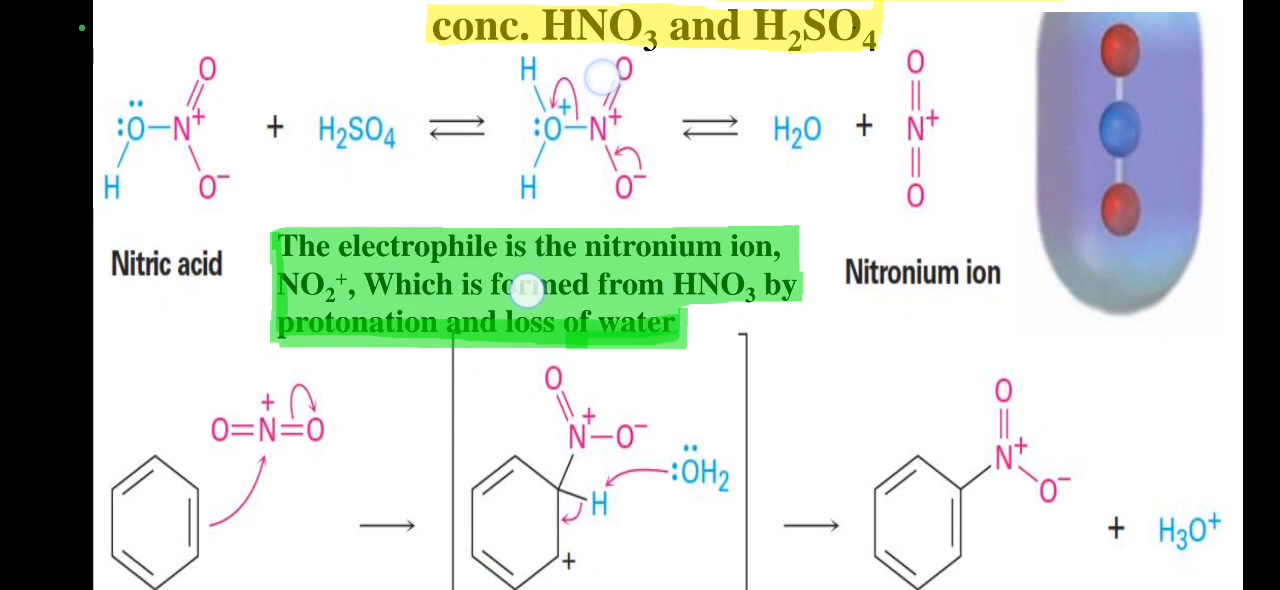 conc. HNO₃ and H₂SO₄
:Ö—N⁺ O O⁻ H + H₂SO₄ ⇌ H :O⁺—N⁺ O O⁻ H ⇌ H₂O + O N⁺ O
Nitric acid
The electrophile is the nitronium ion,
NO₂⁺, Which is formed from HNO₃ by
protonation and loss of water
Nitronium ion
O=N⁺=O
O N⁺—O⁻ H :ÖH₂ +
O N⁺ O⁻ + H₃O⁺